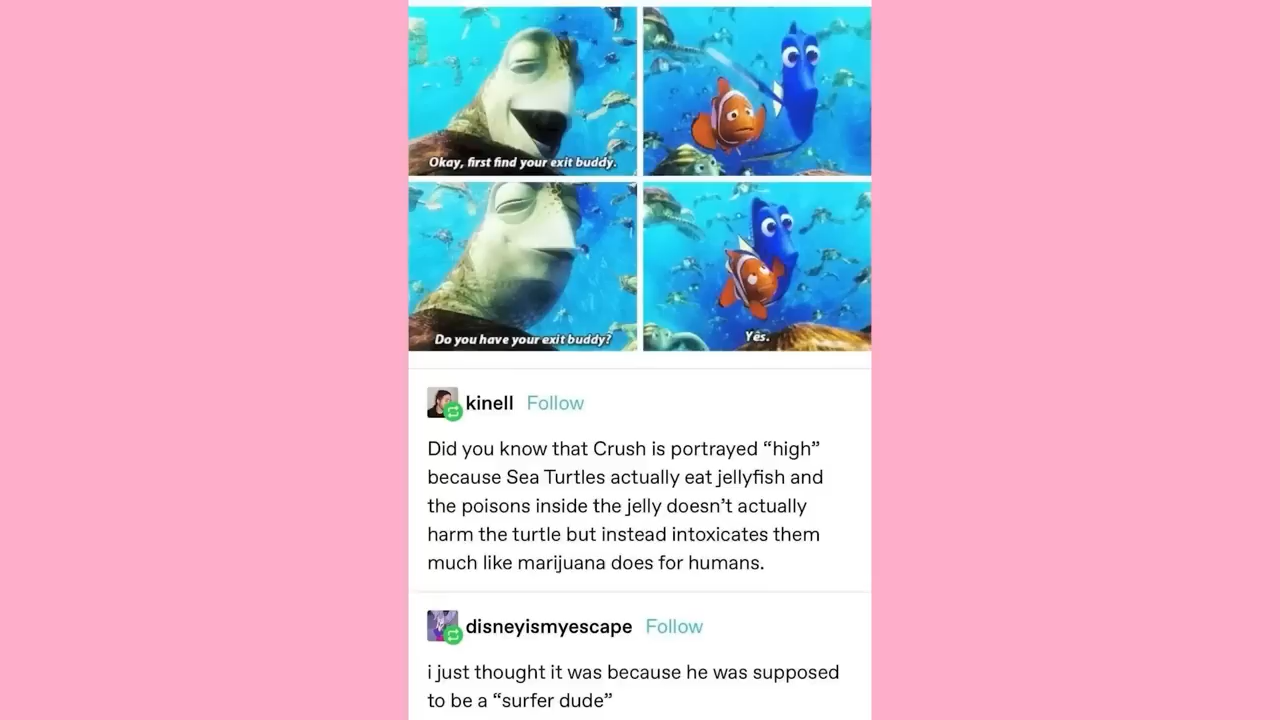 Okay, first find your exit buddy.
Do you have your exit buddy?
Yes.
kinell Follow
Did you know that Crush is portrayed “high”
because Sea Turtles actually eat jellyfish and
the poisons inside the jelly doesn’t actually
harm the turtle but instead intoxicates them
much like marijuana does for humans.
disneyismyescape Follow
i just thought it was because he was supposed
to be a “surfer dude”